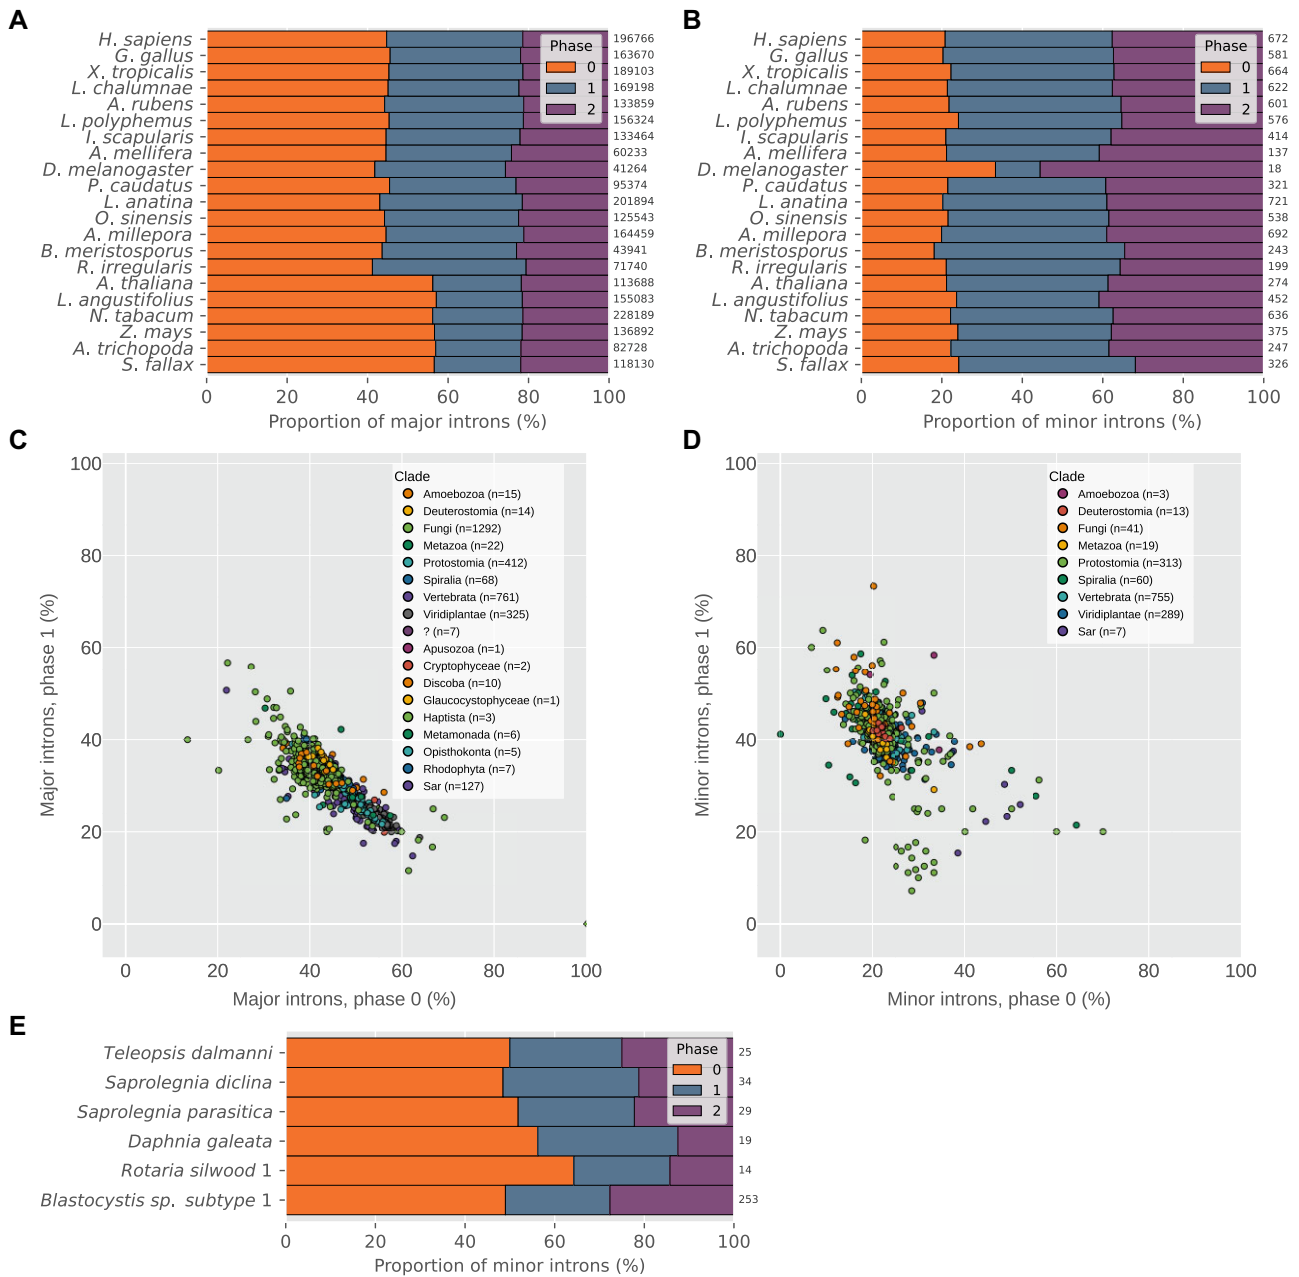 A
H. sapiens
G. gallus
X. tropicalis
L. chalumnae
A. rubens
L. polyphemus
I. scapularis
A. mellifera
D. melanogaster
P. caudatus
L. anatina
O. sinensis
A. millepora
B. meristosporus
R. irregularis
A. thaliana
L. angustifolius
N. tabacum
Z. mays
A. trichopoda
S. fallax
Phase
0
1
2
196766
163670
189103
169198
133859
156324
133464
60233
41264
95374
201894
125543
164459
43941
71740
113688
155083
228189
136892
82728
118130
0 20 40 60 80 100
Proportion of major introns (%)
B
H. sapiens
G. gallus
X. tropicalis
L. chalumnae
A. rubens
L. polyphemus
I. scapularis
A. mellifera
D. melanogaster
P. caudatus
L. anatina
O. sinensis
A. millepora
B. meristosporus
R. irregularis
A. thaliana
L. angustifolius
N. tabacum
Z. mays
A. trichopoda
S. fallax
Phase
0
1
2
672
581
664
622
601
576
414
137
18
321
721
538
692
243
199
274
452
636
375
247
326
0 20 40 60 80 100
Proportion of minor introns (%)
C
Major introns, phase 1 (%)
100
80
60
40
20
0
Clade
Amoebozoa (n=15)
Deuterostomia (n=14)
Fungi (n=1292)
Metazoa (n=22)
Protostomia (n=412)
Spiralia (n=68)
Vertebrata (n=761)
Viridiplantae (n=325)
? (n=7)
Apusozoa (n=1)
Cryptophyceae (n=2)
Discoba (n=10)
Glaucocystophyceae (n=1)
Haptista (n=3)
Metamonada (n=6)
Opisthokonta (n=5)
Rhodophyta (n=7)
Sar (n=127)
0 20 40 60 80 100
Major introns, phase 0 (%)
D
Minor introns, phase 1 (%)
100
80
60
40
20
0
Clade
Amoebozoa (n=3)
Deuterostomia (n=13)
Fungi (n=41)
Metazoa (n=19)
Protostomia (n=313)
Spiralia (n=60)
Vertebrata (n=755)
Viridiplantae (n=289)
Sar (n=7)
0 20 40 60 80 100
Minor introns, phase 0 (%)
E
Teleopsis dalmanni
Saprolegnia diclina
Saprolegnia parasitica
Daphnia galeata
Rotaria silwood 1
Blastocystis sp. subtype 1
Phase
0
1
2
25
34
29
19
14
253
0 20 40 60 80 100
Proportion of minor introns (%)